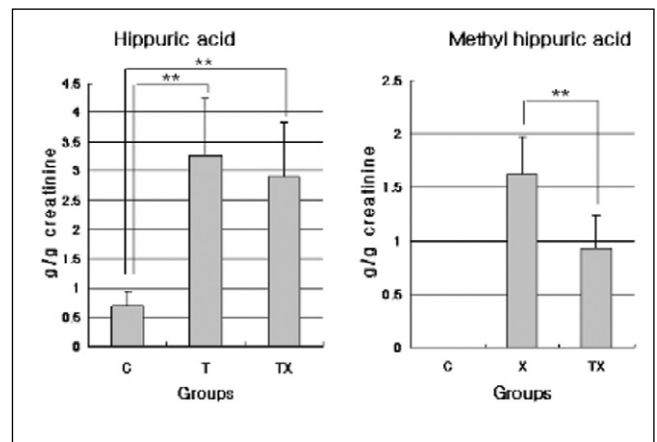 Hippuric acid
g/g creatinine
4.5
4
3.5
3
2.5
2
1.5
1
0.5
0
**
**
C T TX
Groups
Methyl hippuric acid
g/g creatinine
2.5
2
1.5
1
0.5
0
**
C X TX
Groups